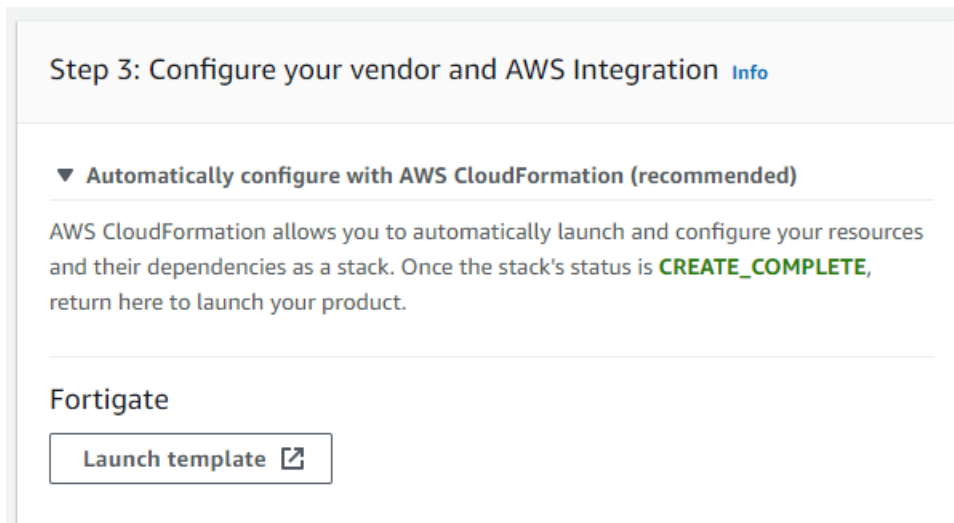 Step 3: Configure your vendor and AWS Integration Info
Automatically configure with AWS CloudFormation (recommended)
AWS CloudFormation allows you to automatically launch and configure your resources
and their dependencies as a stack. Once the stack's status is CREATE_COMPLETE,
return here to launch your product.
Fortigate
Launch template